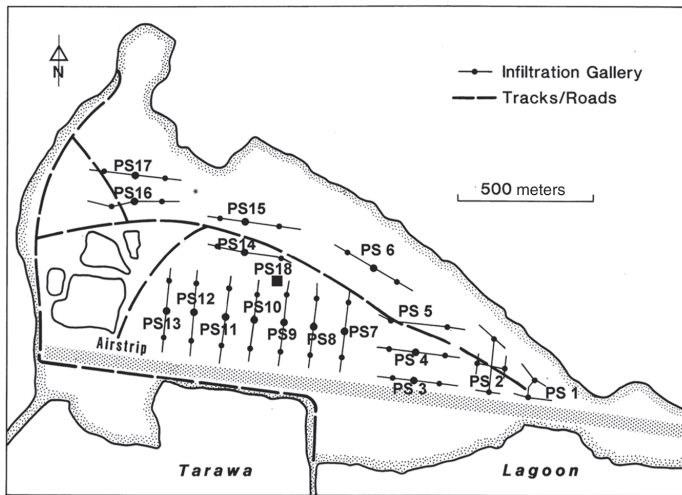 N
Infiltration Gallery
Tracks/Roads
500 meters
PS17
PS16
PS15
PS14
PS 6
PS18
PS12
PS10
PS 5
PS13
PS11
PS9
PS8
PS7
Airstrip
PS 4
PS 3
PS 2
PS 1
Tarawa
Lagoon